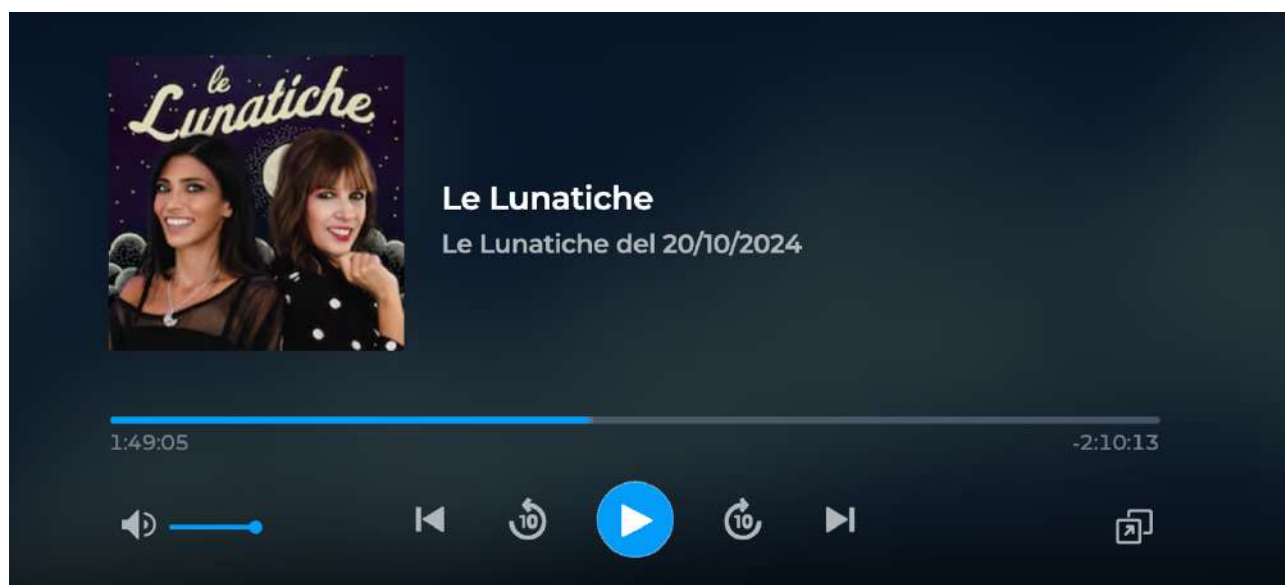 le
Lunatiche
Le Lunatiche
Le Lunatiche del 20/10/2024
1:49:05
-2:10:13
10
10